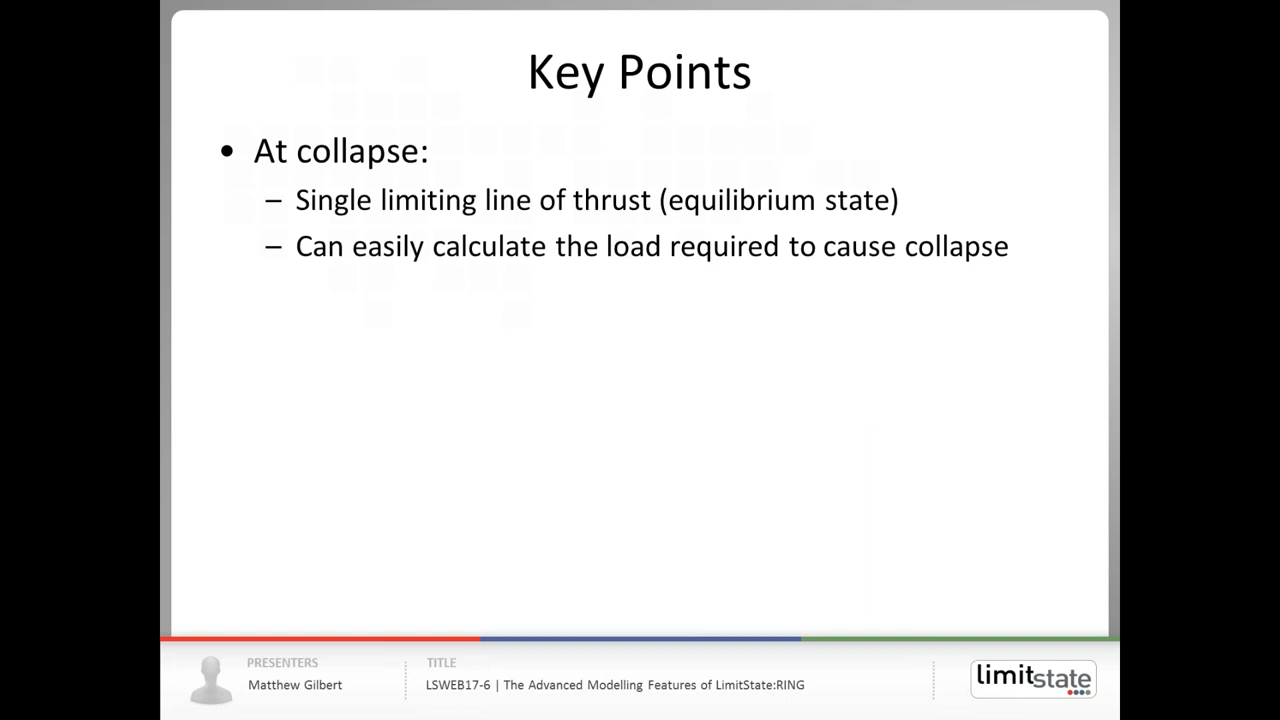 Key Points
• At collapse:
– Single limiting line of thrust (equilibrium state)
– Can easily calculate the load required to cause collapse
PRESENTERS
Matthew Gilbert
TITLE
LSWEB17-6 | The Advanced Modelling Features of LimitState:RING
limitstate